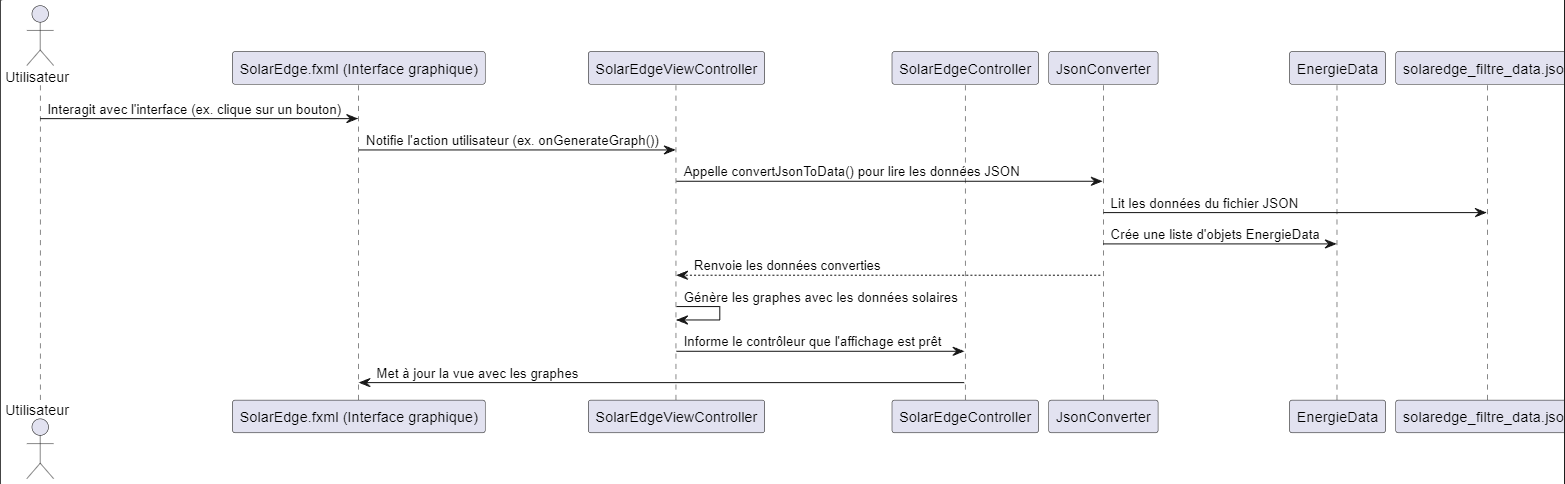 Utilisateur
SolarEdge.fxml (Interface graphique)
SolarEdgeViewController
SolarEdgeController
JsonConverter
EnergieData
solaredge_filtre_data.jso
Interagit avec l'interface (ex. clique sur un bouton)
Notifie l'action utilisateur (ex. onGenerateGraph())
Appelle convertJsonToData() pour lire les données JSON
Lit les données du fichier JSON
Crée une liste d'objets EnergieData
Renvoie les données converties
Génère les graphes avec les données solaires
Informe le contrôleur que l'affichage est prêt
Met à jour la vue avec les graphes
Utilisateur
SolarEdge.fxml (Interface graphique)
SolarEdgeViewController
SolarEdgeController
JsonConverter
EnergieData
solaredge_filtre_data.jso